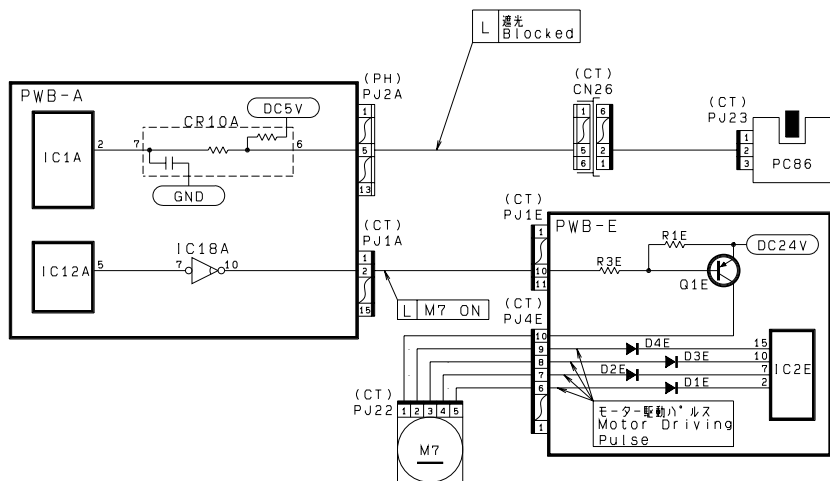 L 遮光
Blocked
(PH)
PJ2A
(CT)
CN26
(CT)
PJ23
PWB-A
DC5V
CR10A
IC1A
2
7
6
GND
1
5
13
1
5
6
6
2
1
1
2
3
PC86
(CT)
PJ1A
(CT)
PJ1E
PWB-E
R1E
DC24V
R3E
Q1E
IC18A
IC12A
5
7
10
1
2
15
1
10
11
L M7 ON
(CT)
PJ4E
10
9
8
7
6
1
D4E
D3E
D2E
D1E
15
10
7
2
IC2E
(CT)
PJ22
1 2 3 4 5
M7
モーター駆動パルス
Motor Driving
Pulse